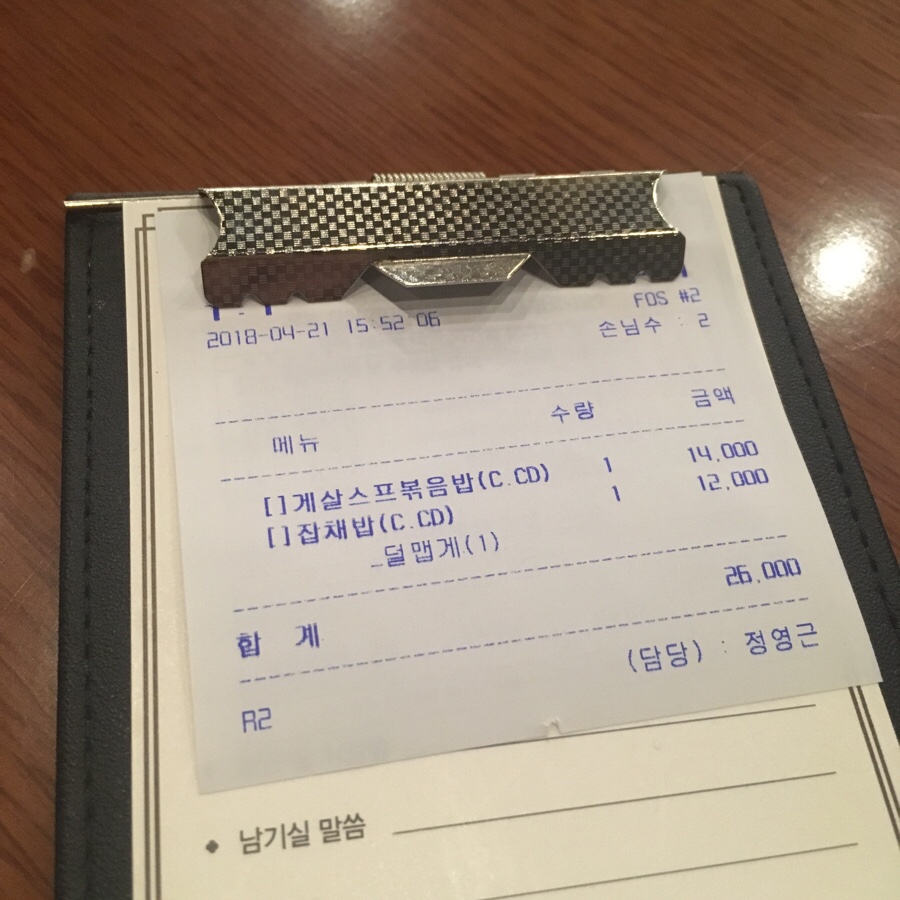 FOS #2
2018-04-21 15:52 06 손님수 : 2
메뉴 수량 금액
[]게살스프볶음밥(C.CD) 1 14,000
[]잡채밥(C.CD) 1 12,000
_덜맵게(1)
26,000
합 계
(담당) : 정영근
R2
◆ 남기실 말씀